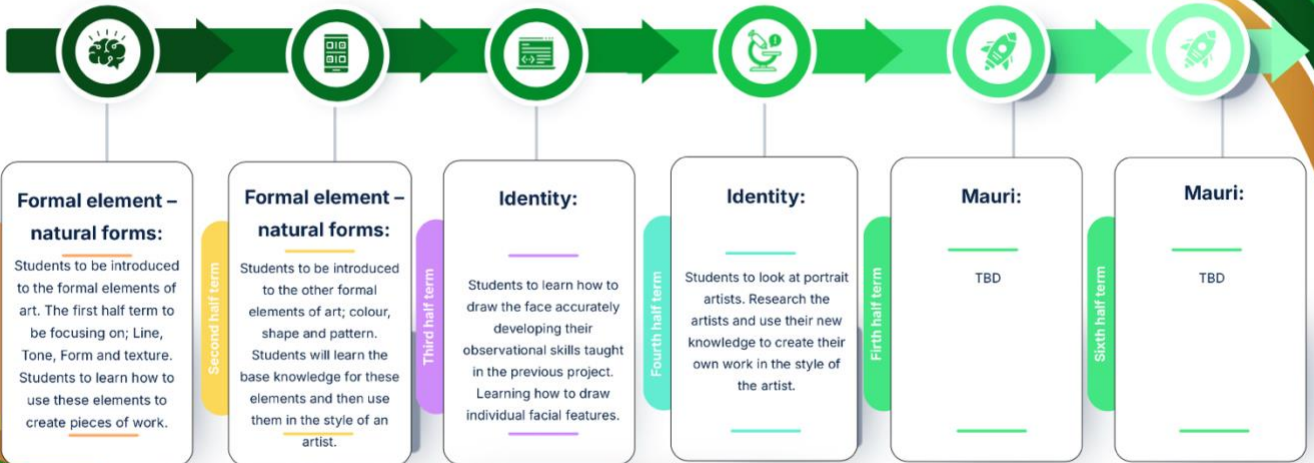 Formal element –
natural forms:
Students to be introduced
to the formal elements of
art. The first half term to
be focusing on; Line,
Tone, Form and texture.
Students to learn how to
use these elements to
create pieces of work.
Second half term
Formal element –
natural forms:
Students to be introduced
to the other formal
elements of art; colour,
shape and pattern.
Students will learn the
base knowledge for these
elements and then use
them in the style of an
artist.
Third half term
Identity:
Students to learn how to
draw the face accurately
developing their
observational skills taught
in the previous project.
Learning how to draw
individual facial features.
Fourth half term
Identity:
Students to look at portrait
artists. Research the
artists and use their new
knowledge to create their
own work in the style of
the artist.
Firth half term
Mauri:
TBD
Sixth half term
Mauri:
TBD